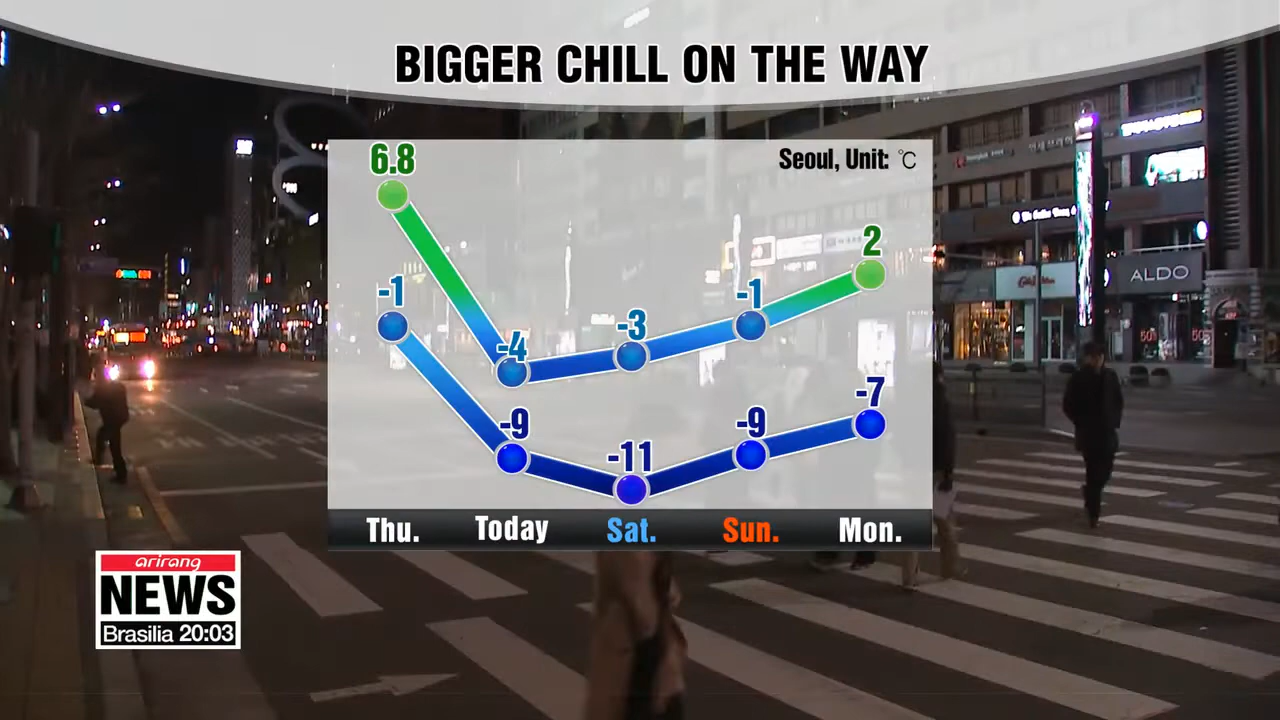 BIGGER CHILL ON THE WAY
Seoul, Unit: ℃
6.8
2
-1
-4
-3
-1
-9
-11
-9
-7
Thu. Today Sat. Sun. Mon.
ALDO
arirang
NEWS
Brasilia 20:03